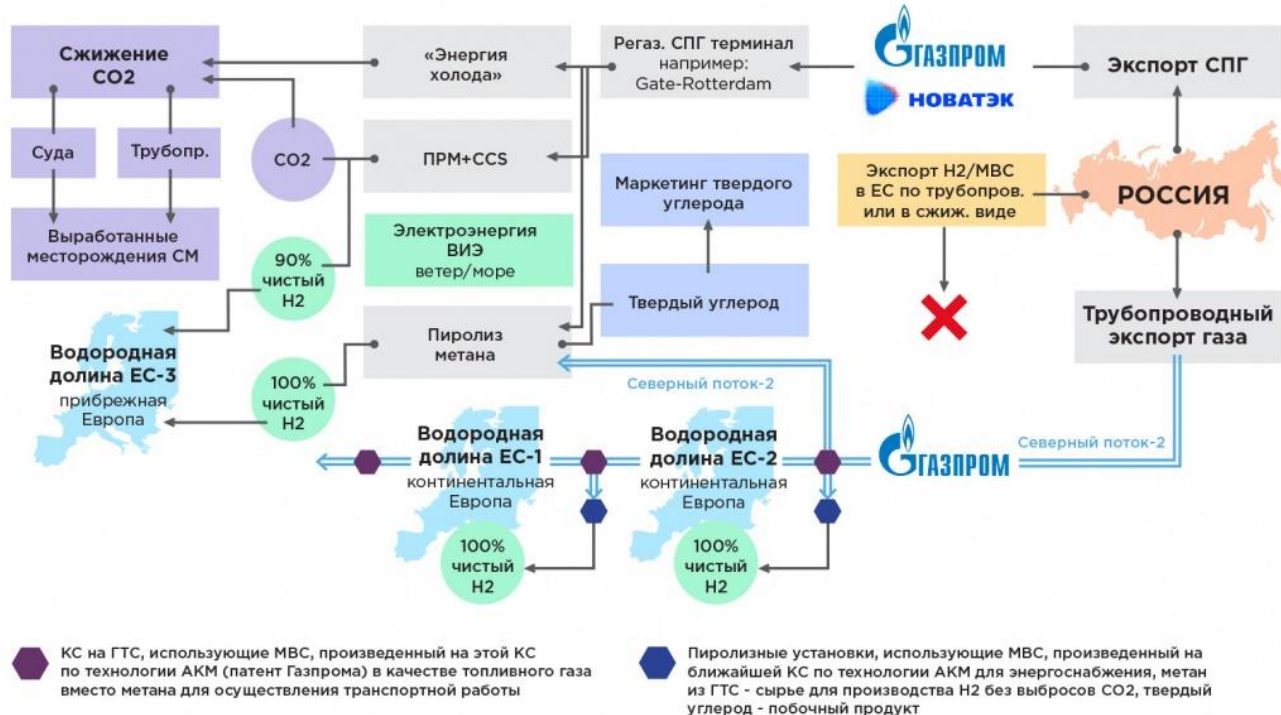 Сжижение
СО2
«Энергия
холода»
Регаз. СПГ терминал
например:
Gate-Rotterdam
ГАЗПРОМ
НОВАТЭК
Экспорт СПГ
Суда
Трубопр.
СО2
ПРМ+CCS
Маркетинг твердого
углерода
Экспорт Н2/МВС
в ЕС по трубопров.
или в сжиж. виде
РОССИЯ
Выработанные
месторождения СМ
90%
чистый
Н2
Электроэнергия
ВИЭ
ветер/море
Твердый углерод
Трубопроводный
экспорт газа
Водородная
долина ЕС-3
прибрежная
Европа
100%
чистый
Н2
Пиролиз
метана
Северный поток-2
Водородная
долина ЕС-1
континентальная
Европа
Водородная
долина ЕС-2
континентальная
Европа
ГАЗПРОМ
Северный поток-2
100%
чистый
Н2
100%
чистый
Н2
КС на ГТС, использующие МВС, произведенный на этой КС
по технологии АКМ (патент Газпрома) в качестве топливного газа
вместо метана для осуществления транспортной работы
Пиролизные установки, использующие МВС, произведенный на
ближайшей КС по технологии АКМ для энергоснабжения, метан
из ГТС - сырье для производства Н2 без выбросов СО2, твердый
углерод - побочный продукт